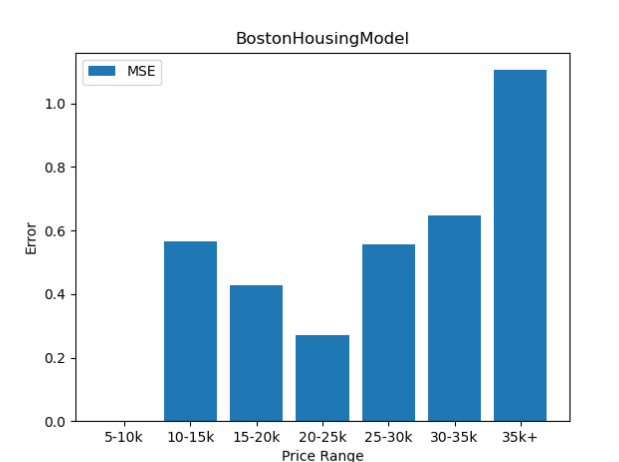 BostonHousingModel
MSE
1.0
0.8
0.6
0.4
0.2
0.0
Error
5-10k 10-15k 15-20k 20-25k 25-30k 30-35k 35k+
Price Range